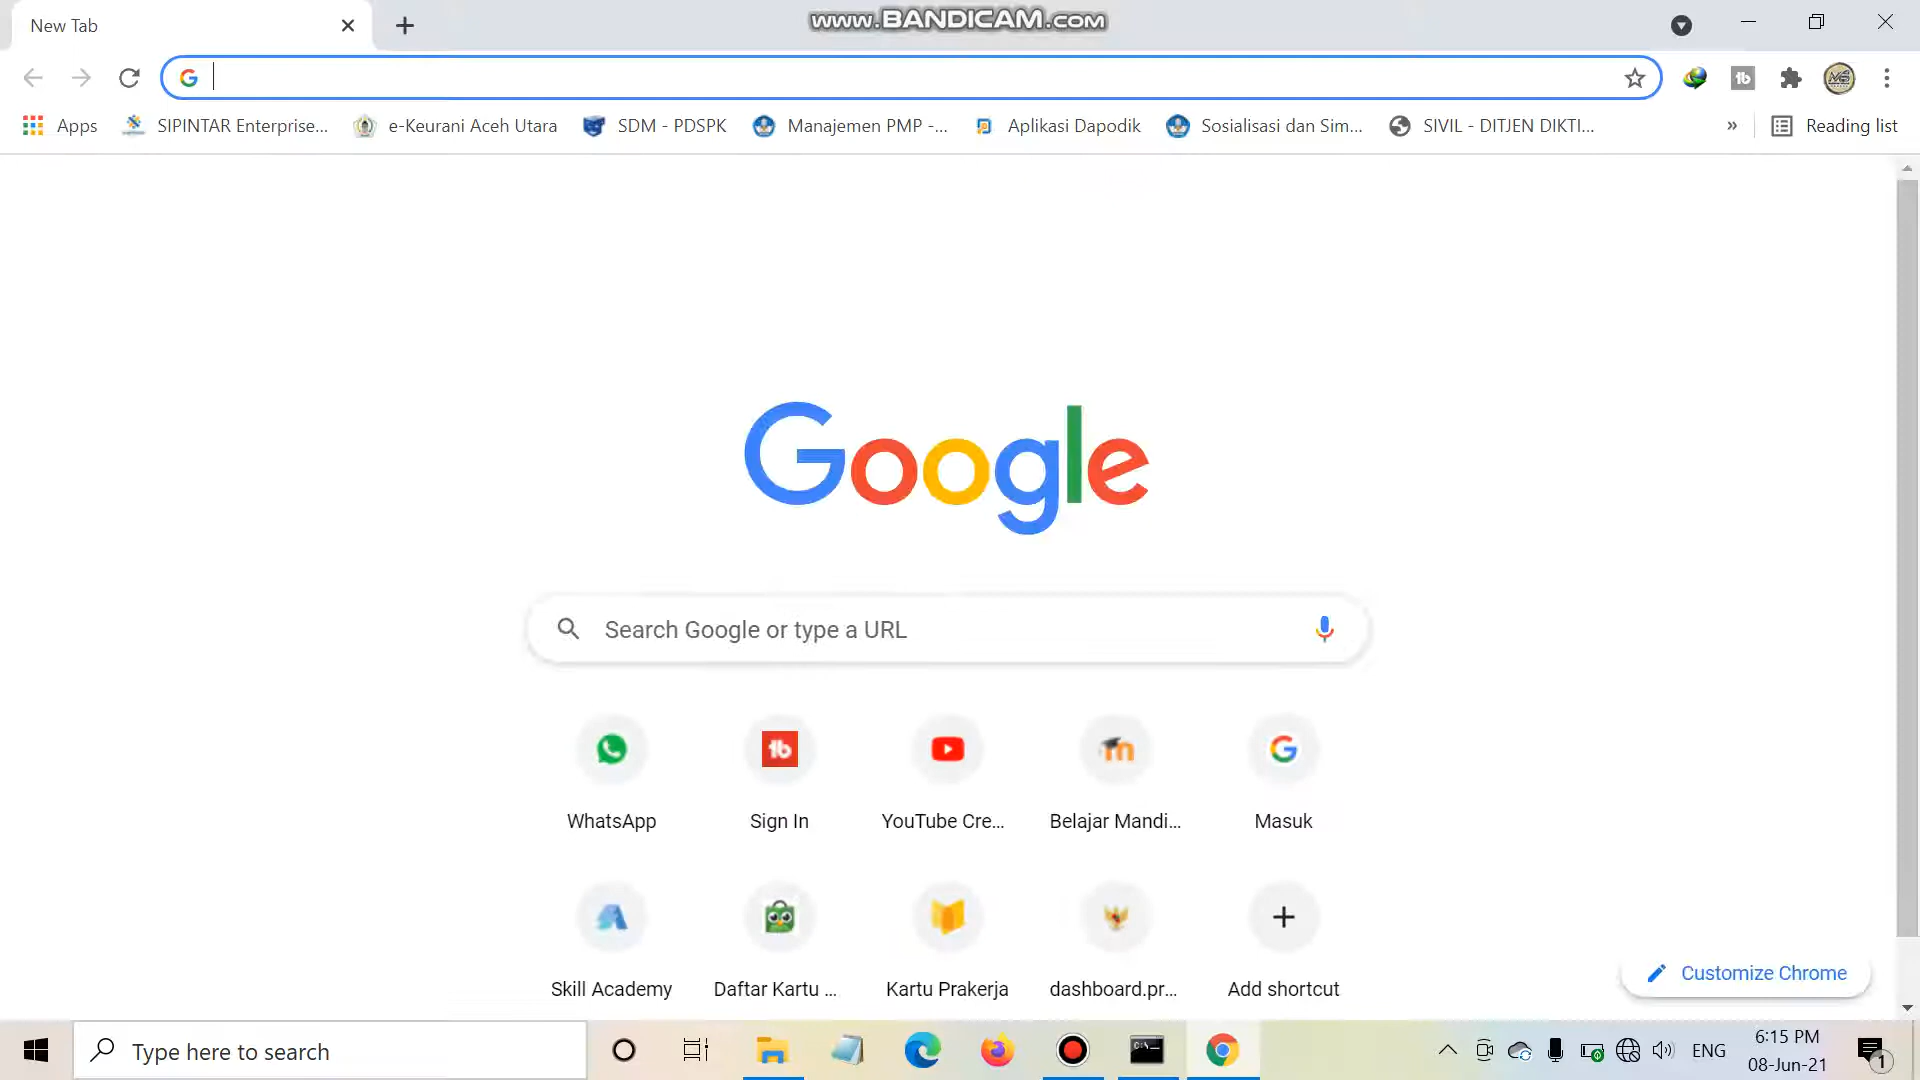 New Tab
www.BANDICAM.COM
Apps SIPINTAR Enterprise... e-Keurani Aceh Utara SDM - PDSPK Manajemen PMP -... Aplikasi Dapodik Sosialisasi dan Sim... SIVIL - DITJEN DIKTI... » Reading list
Google
Search Google or type a URL
WhatsApp Sign In YouTube Cre... Belajar Mandi... Masuk
Skill Academy Daftar Kartu ... Kartu Prakerja dashboard.pr... Add shortcut
Customize Chrome
Type here to search
ENG
6:15 PM
08-Jun-21
1